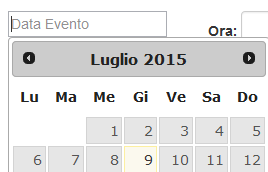 Data Evento Ora:
Luglio 2015
Lu Ma Me Gi Ve Sa Do
1 2 3 4 5
6 7 8 9 10 11 12